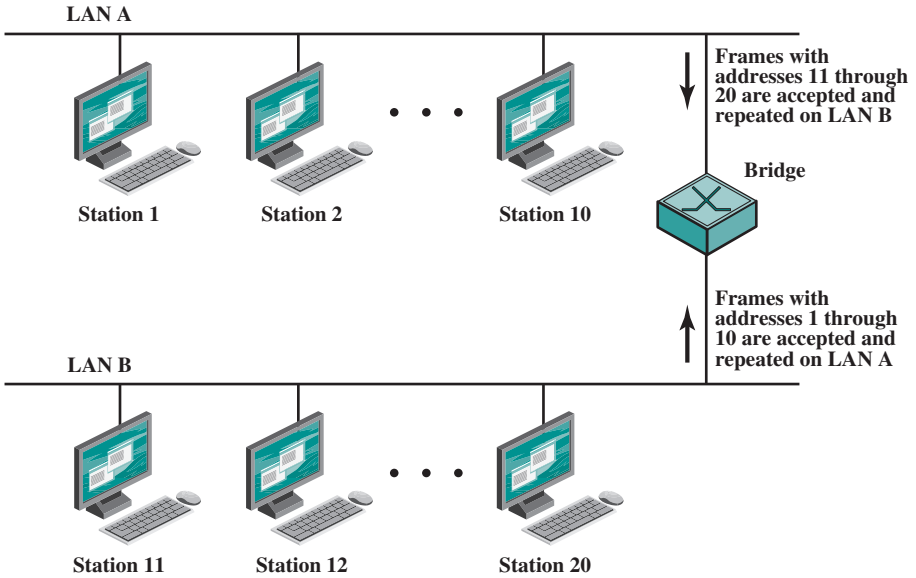 LAN A
Frames with
addresses 11 through
20 are accepted and
repeated on LAN B
Bridge
Station 1
Station 2
Station 10
Frames with
addresses 1 through
10 are accepted and
repeated on LAN A
LAN B
Station 11
Station 12
Station 20